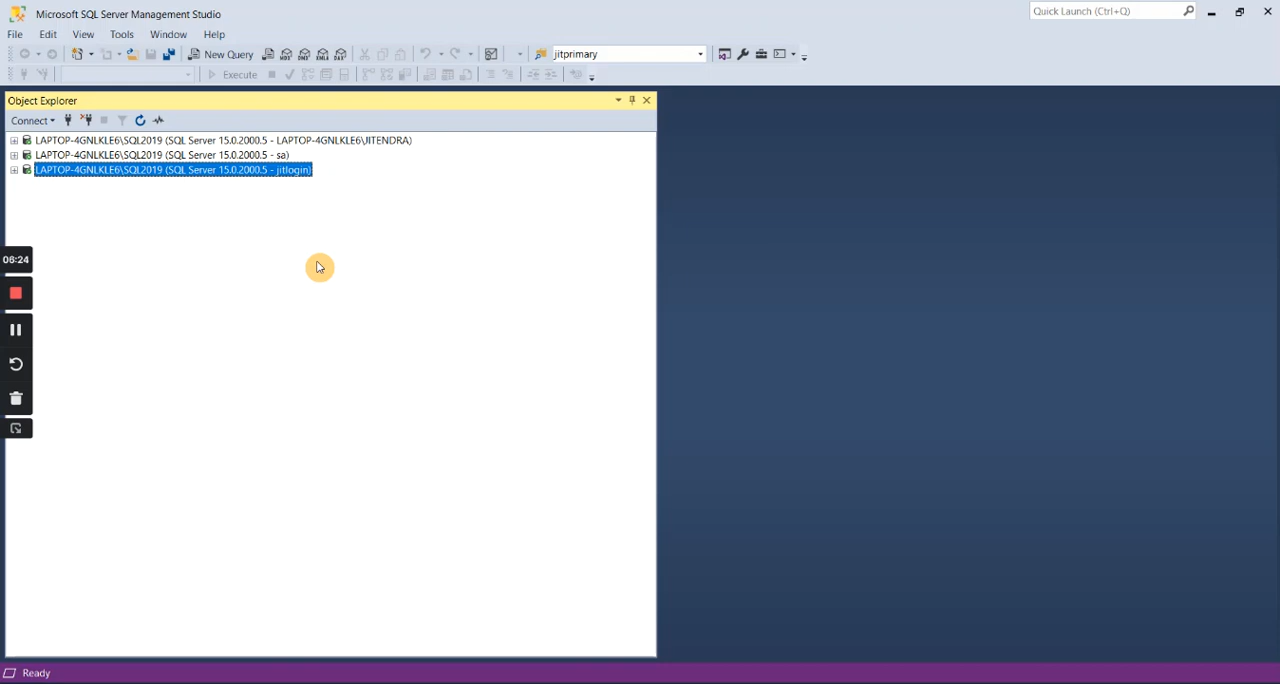 Microsoft SQL Server Management Studio
Quick Launch (Ctrl+Q)
File Edit View Tools Window Help
New Query
jitprimary
Execute
Object Explorer
Connect
LAPTOP-4GNLKLE6\SQL2019 (SQL Server 15.0.2000.5 - LAPTOP-4GNLKLE6\JITENDRA)
LAPTOP-4GNLKLE6\SQL2019 (SQL Server 15.0.2000.5 - sa)
LAPTOP-4GNLKLE6\SQL2019 (SQL Server 15.0.2000.5 - jitlogin)
06:24
Ready